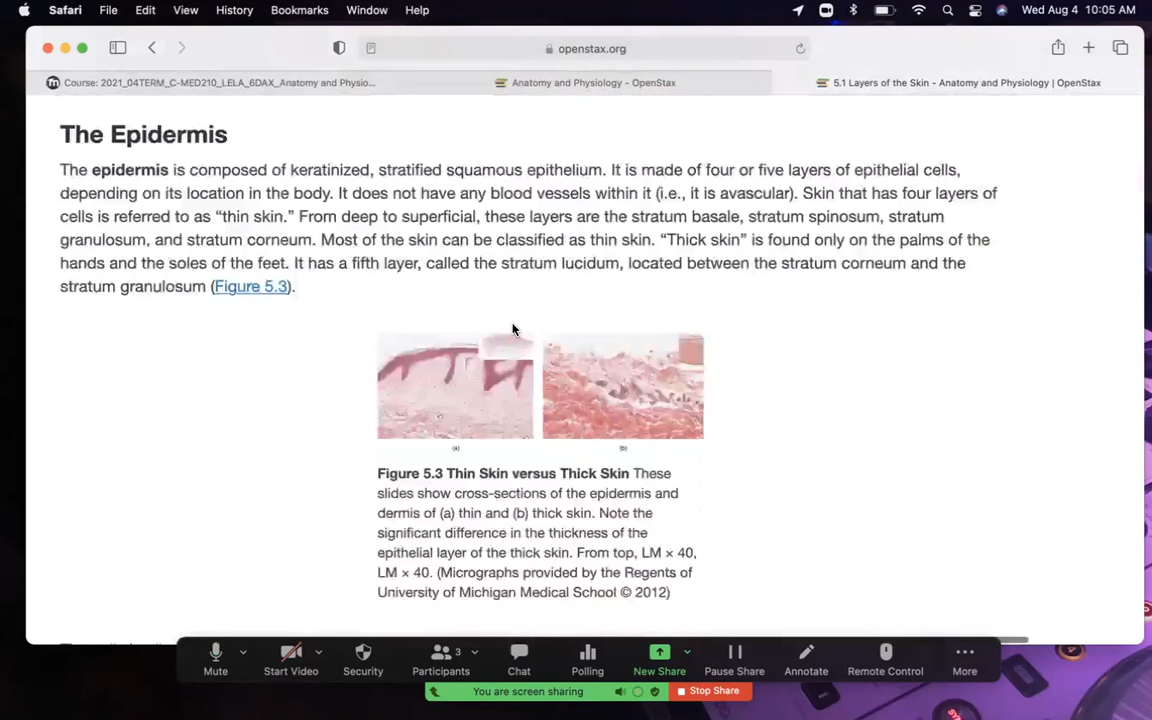 Safari File Edit View History Bookmarks Window Help Wed Aug 4 10:05 AM
openstax.org
Course: 2021_04TERM_C-MED210_LELA_6DAX_Anatomy and Physio... Anatomy and Physiology - OpenStax 5.1 Layers of the Skin - Anatomy and Physiology | OpenStax
The Epidermis
The epidermis is composed of keratinized, stratified squamous epithelium. It is made of four or five layers of epithelial cells,
depending on its location in the body. It does not have any blood vessels within it (i.e., it is avascular). Skin that has four layers of
cells is referred to as “thin skin.” From deep to superficial, these layers are the stratum basale, stratum spinosum, stratum
granulosum, and stratum corneum. Most of the skin can be classified as thin skin. “Thick skin” is found only on the palms of the
hands and the soles of the feet. It has a fifth layer, called the stratum lucidum, located between the stratum corneum and the
stratum granulosum (Figure 5.3).
(a) (b)
Figure 5.3 Thin Skin versus Thick Skin These
slides show cross-sections of the epidermis and
dermis of (a) thin and (b) thick skin. Note the
significant difference in the thickness of the
epithelial layer of the thick skin. From top, LM × 40,
LM × 40. (Micrographs provided by the Regents of
University of Michigan Medical School © 2012)
Mute Start Video Security Participants 3 Chat Polling New Share Pause Share Annotate Remote Control More
You are screen sharing Stop Share